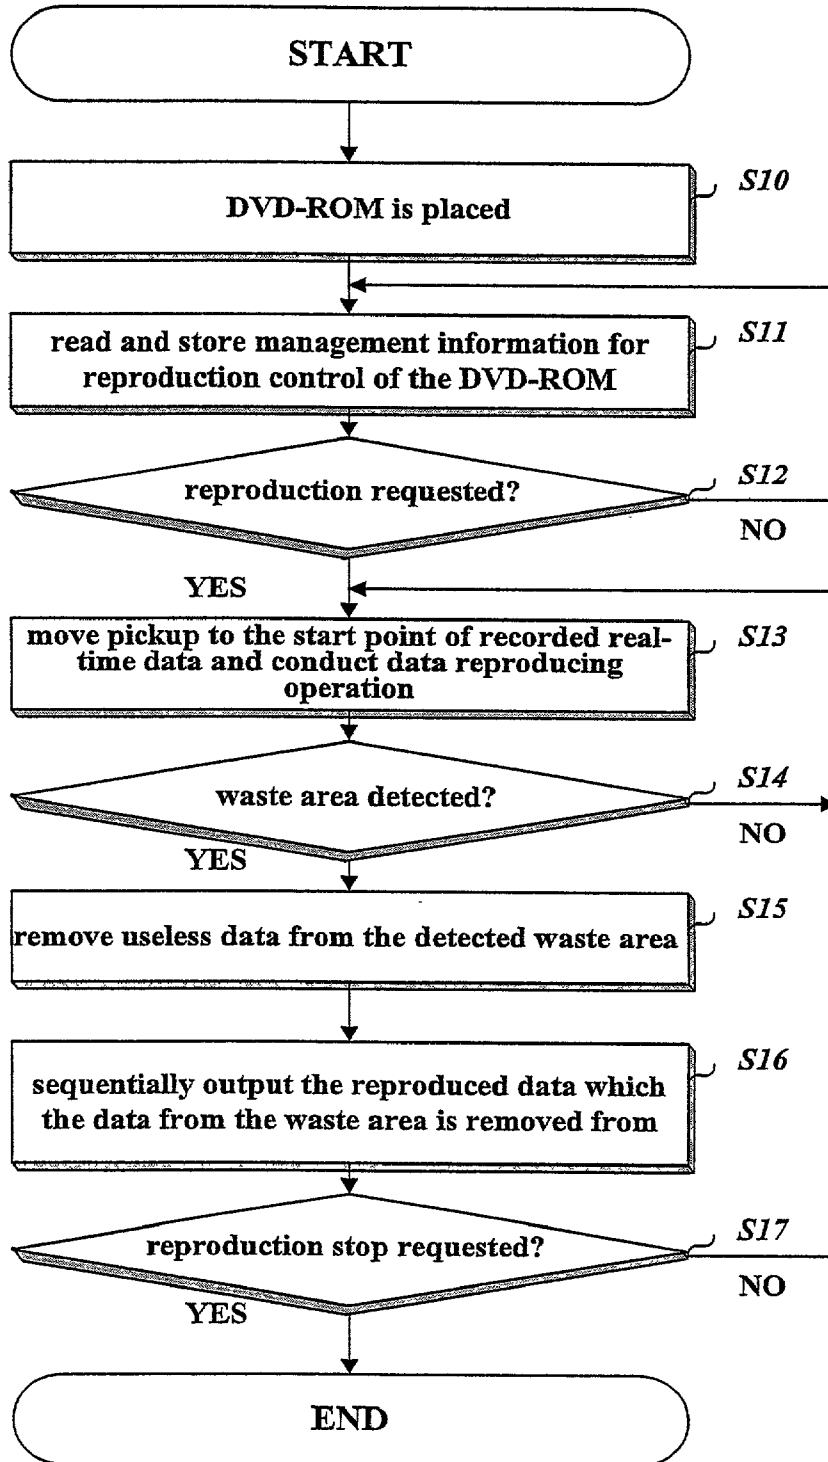 START
DVD-ROM is placed
S10
read and store management information for
reproduction control of the DVD-ROM
S11
reproduction requested?
S12
NO
YES
move pickup to the start point of recorded real-
time data and conduct data reproducing
operation
S13
waste area detected?
S14
NO
YES
remove useless data from the detected waste area
S15
sequentially output the reproduced data which
the data from the waste area is removed from
S16
reproduction stop requested?
S17
NO
YES
END